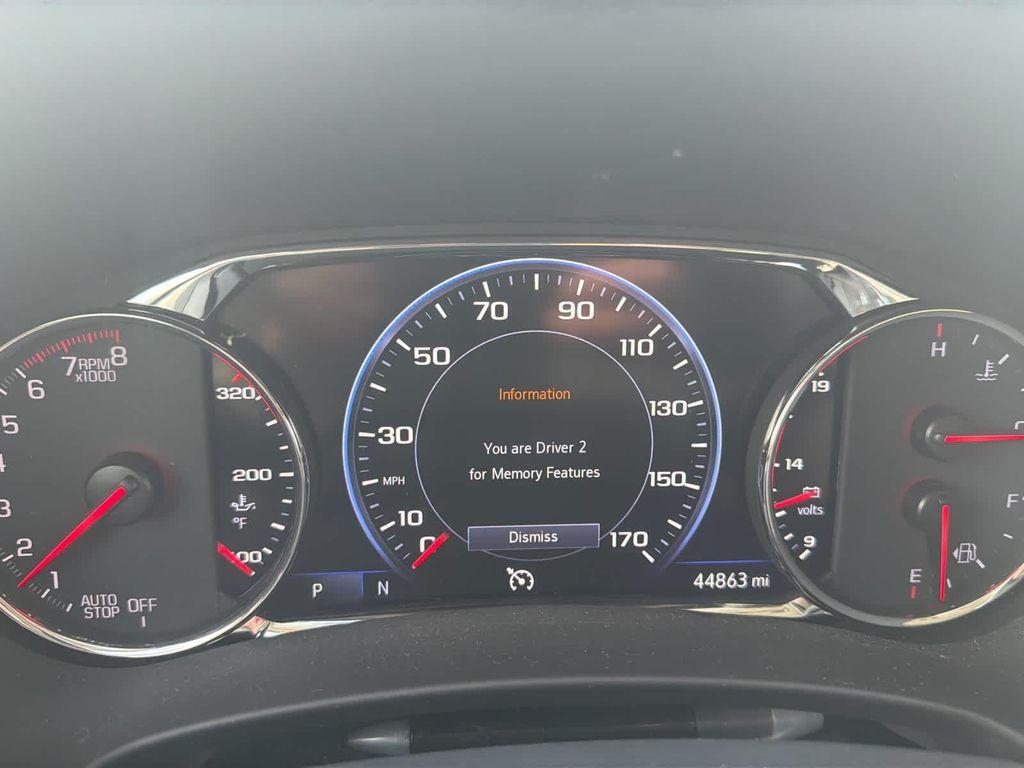 70
90
50
110
30
130
MPH
150
10
0
170
Information
You are Driver 2
for Memory Features
Dismiss
P N
44863 mi
8
7
RPM
x1000
6
5
4
3
2
1
AUTO
STOP
OFF
320
200
°F
19
14
volts
9
H
F
E